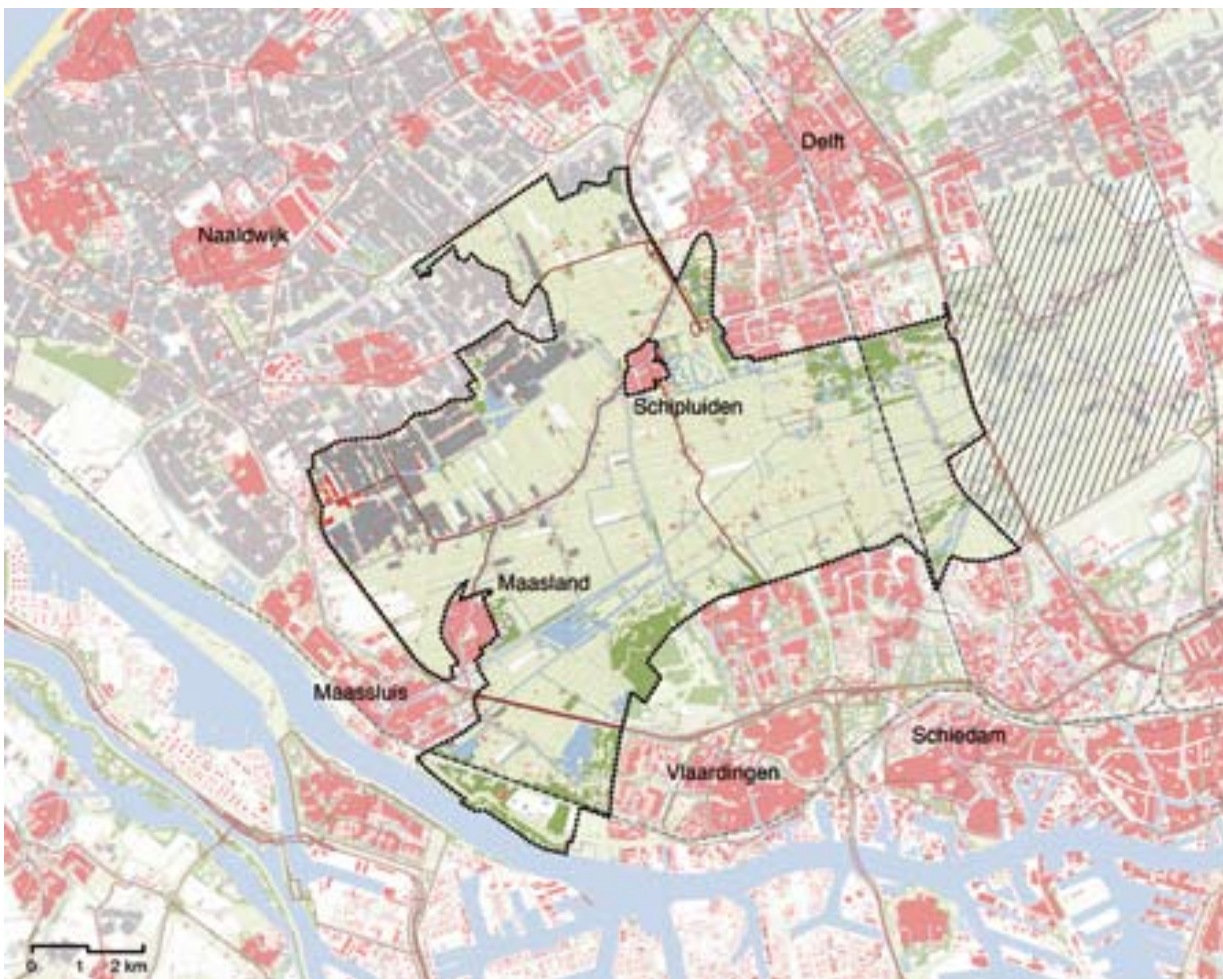 Delft
Naaldwijk
Schipluiden
Maasland
Maassluis
Schiedam
Vlaardingen
0 1 2 km